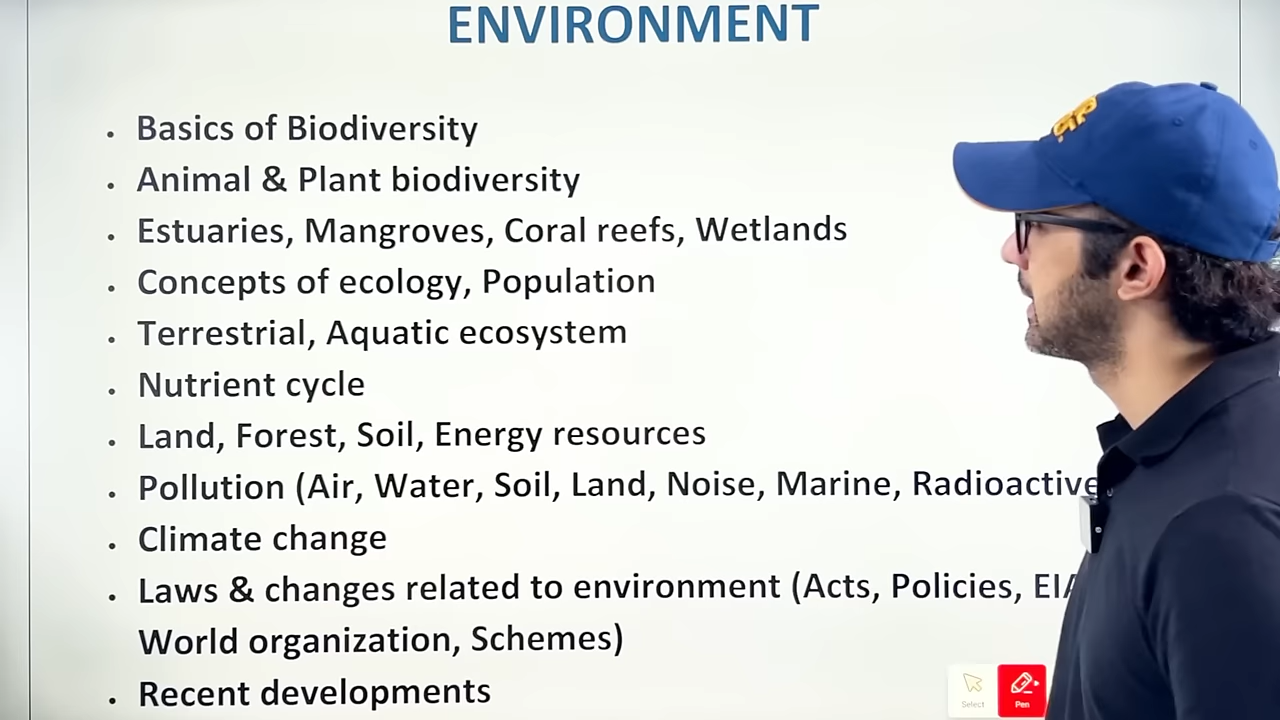 ENVIRONMENT
• Basics of Biodiversity
• Animal & Plant biodiversity
• Estuaries, Mangroves, Coral reefs, Wetlands
• Concepts of ecology, Population
• Terrestrial, Aquatic ecosystem
• Nutrient cycle
• Land, Forest, Soil, Energy resources
• Pollution (Air, Water, Soil, Land, Noise, Marine, Radioactive
• Climate change
• Laws & changes related to environment (Acts, Policies, EIA
World organization, Schemes)
• Recent developments
Select
Pen